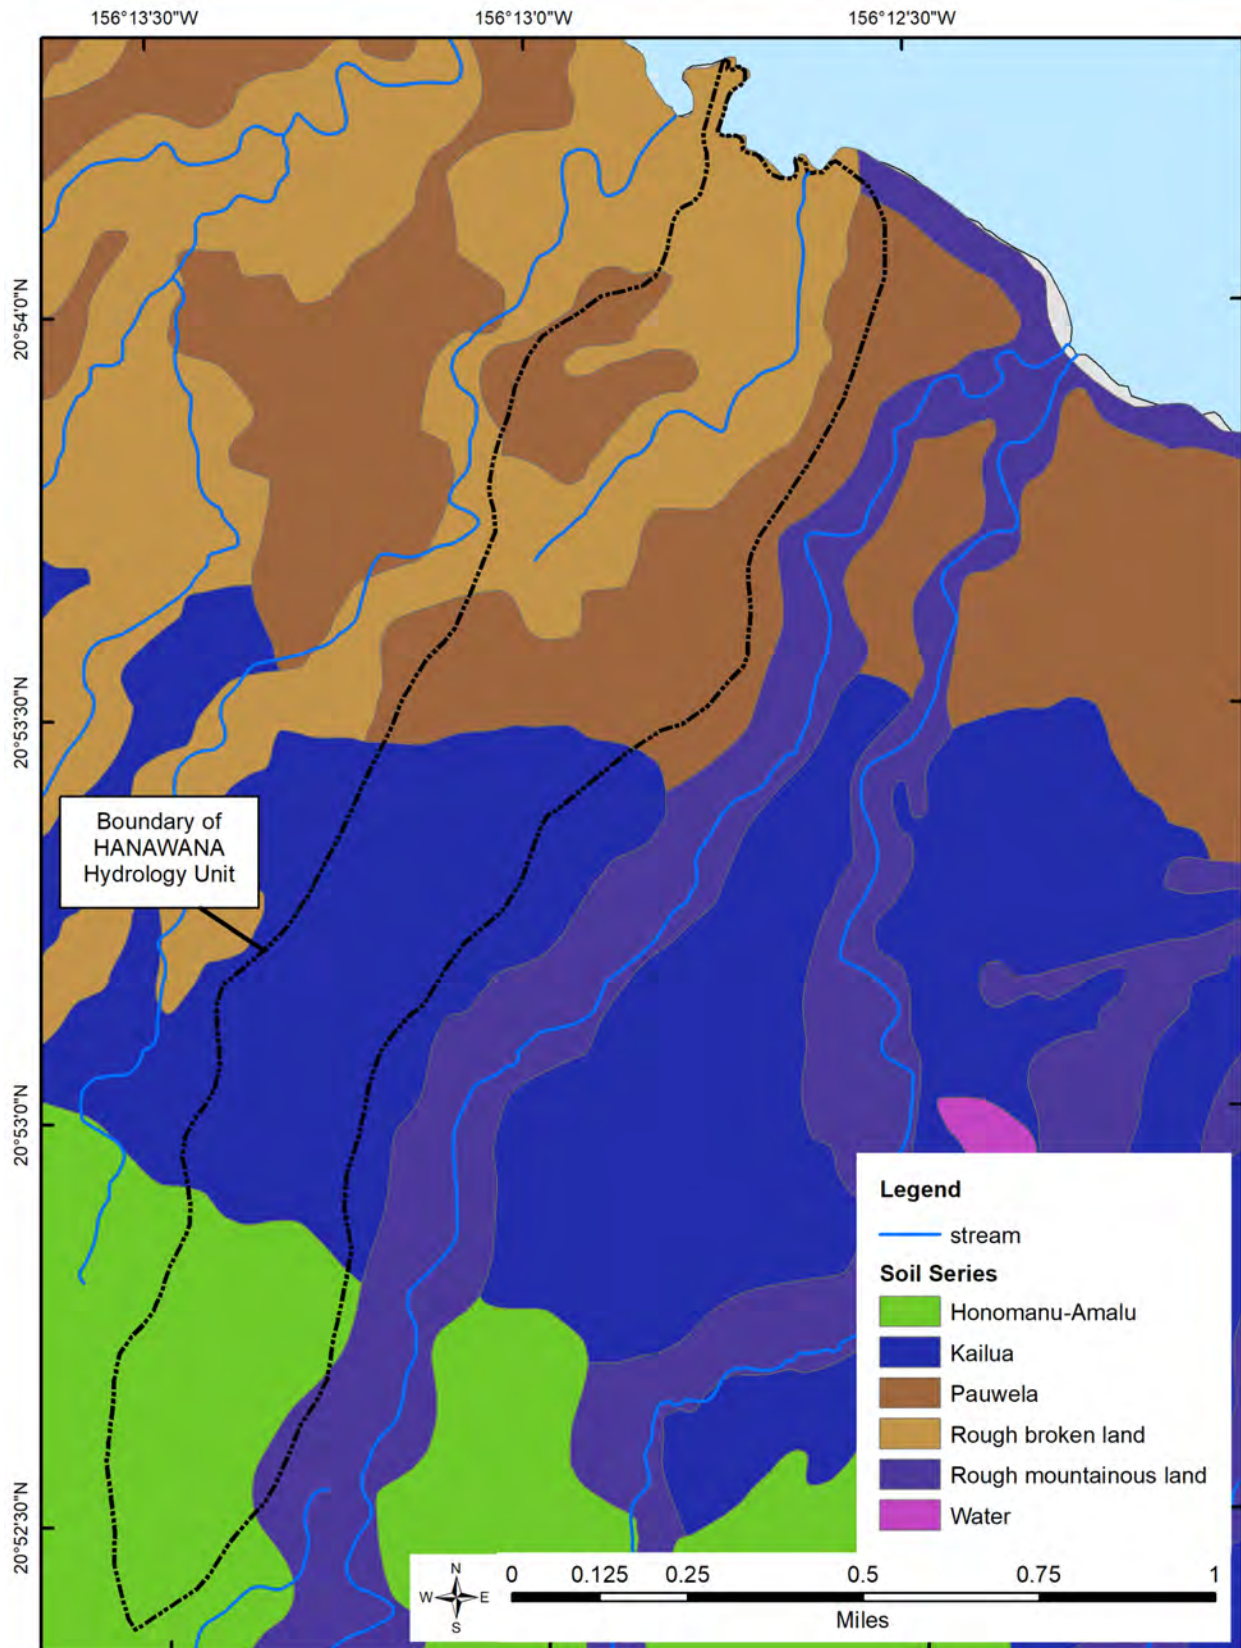 156°13'30"W
156°13'0"W
156°12'30"W
20°54'0"N
20°53'30"N
Boundary of
HANAWANA
Hydrology Unit
20°53'0"N
20°52'30"N
Legend
stream
Soil Series
Honomanu-Amalu
Kailua
Pauwela
Rough broken land
Rough mountainous land
Water
N
W E
S
0 0.125 0.25 0.5 0.75 1
Miles